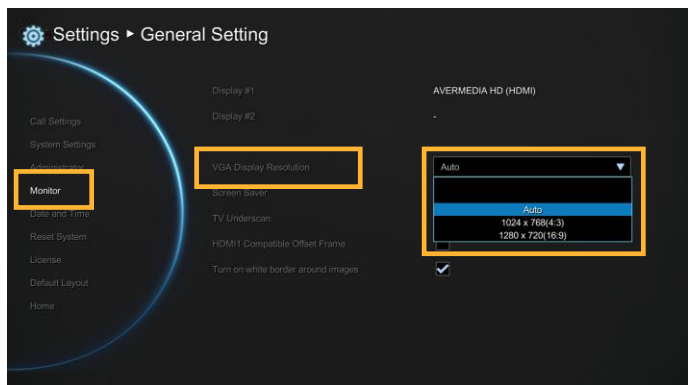 Settings ▸ General Setting
Display #1 AVERMEDIA HD (HDMI)
Display #2 -
Call Settings
System Settings
Administrator
Monitor
Date and Time
Reset System
License
Default Layout
Home
VGA Display Resolution Auto
Auto
1024 x 768(4:3)
1280 x 720(16:9)
Screen Saver
TV Underscan
HDMI1 Compatible Offset Frame
Turn on white border around images